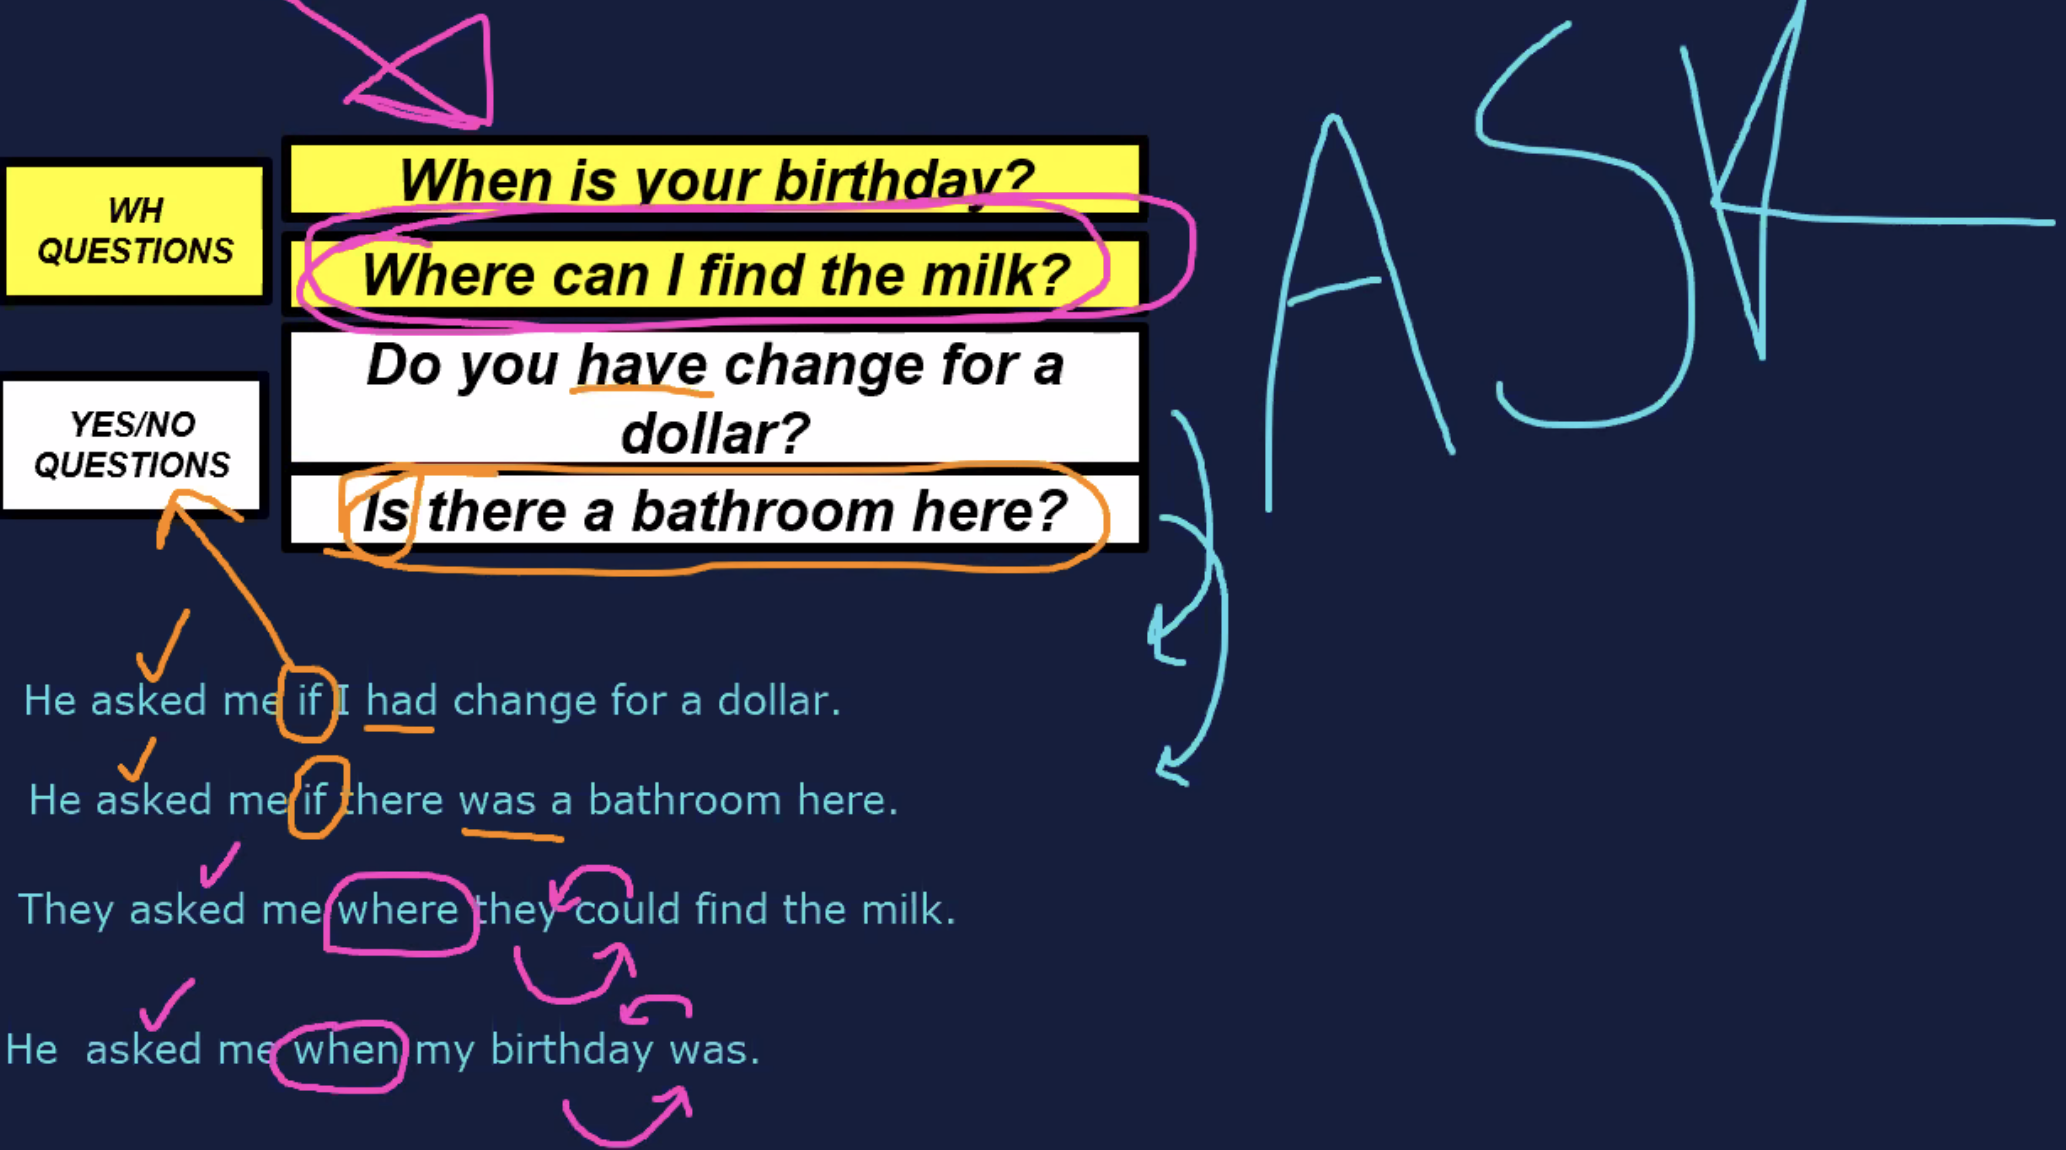 WH
QUESTIONS
When is your birthday?
Where can I find the milk?
YES/NO
QUESTIONS
Do you have change for a
dollar?
Is there a bathroom here?
ASK
He asked me if I had change for a dollar.
He asked me if there was a bathroom here.
They asked me where they could find the milk.
He asked me when my birthday was.